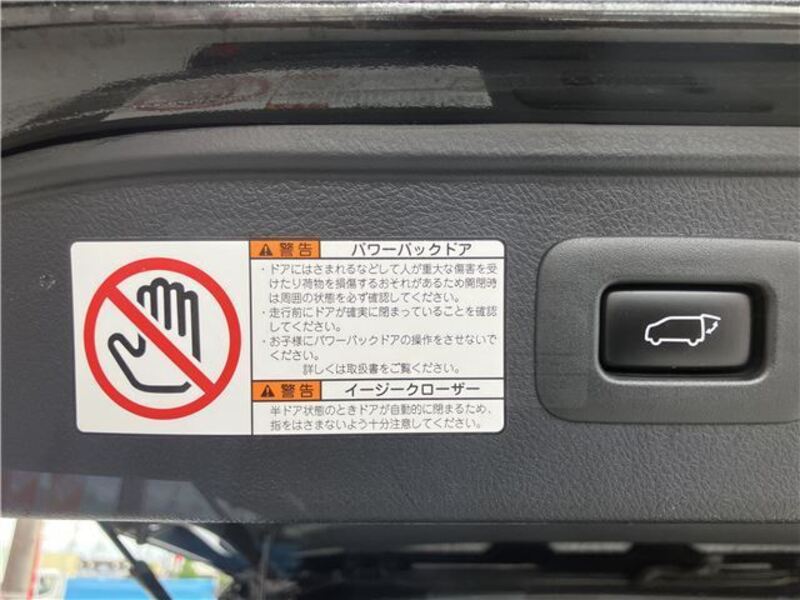 警告 パワーバックドア
・ドアにはさまれるなどして人が重大な傷害を受
けたり荷物を損傷するおそれがあるため開閉時
は周囲の状態を必ず確認してください。
・走行前にドアが確実に閉まっていることを確認
してください。
・お子様にパワーバックドアの操作をさせないで
ください。
詳しくは取扱書をご覧ください。
警告 イージークローザー
半ドア状態のときドアが自動的に閉まるため、
指をはさまないよう十分注意してください。